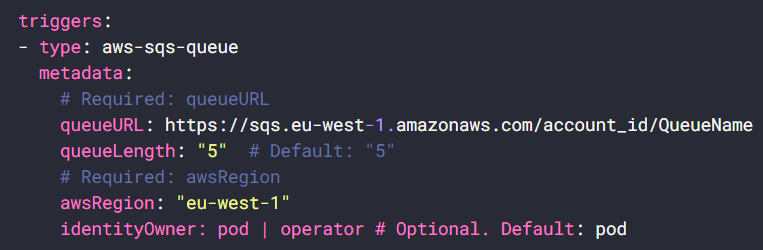 triggers:
- type: aws-sqs-queue
  metadata:
    # Required: queueURL
    queueURL: https://sqs.eu-west-1.amazonaws.com/account_id/QueueName
    queueLength: "5"  # Default: "5"
    # Required: awsRegion
    awsRegion: "eu-west-1"
    identityOwner: pod | operator # Optional. Default: pod